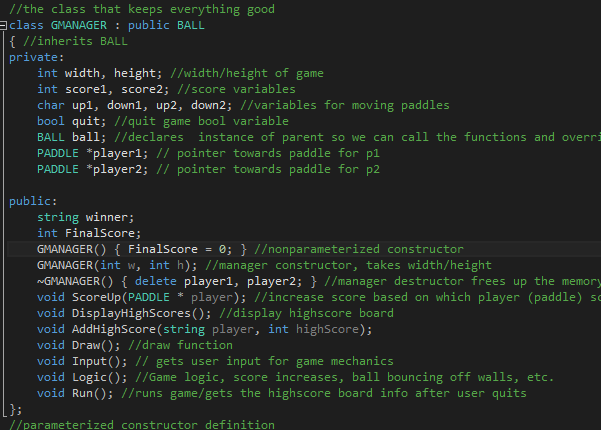 //the class that keeps everything good
class GMANAGER : public BALL
{ //inherits BALL
private:
    int width, height; //width/height of game
    int score1, score2; //score variables
    char up1, down1, up2, down2; //variables for moving paddles
    bool quit; //quit game bool variable
    BALL ball; //declares  instance of parent so we can call the functions and overri
    PADDLE *player1; // pointer towards paddle for p1
    PADDLE *player2; // pointer towards paddle for p2

public:
    string winner;
    int FinalScore;
    GMANAGER() { FinalScore = 0; } //nonparameterized constructor
    GMANAGER(int w, int h); //manager constructor, takes width/height
    ~GMANAGER() { delete player1, player2; } //manager destructor frees up the memory
    void ScoreUp(PADDLE * player); //increase score based on which player (paddle) sc
    void DisplayHighScores(); //display highscore board
    void AddHighScore(string player, int highScore);
    void Draw(); //draw function
    void Input(); // gets user input for game mechanics
    void Logic(); //Game logic, score increases, ball bouncing off walls, etc.
    void Run(); //runs game/gets the highscore board info after user quits
};
//parameterized constructor definition